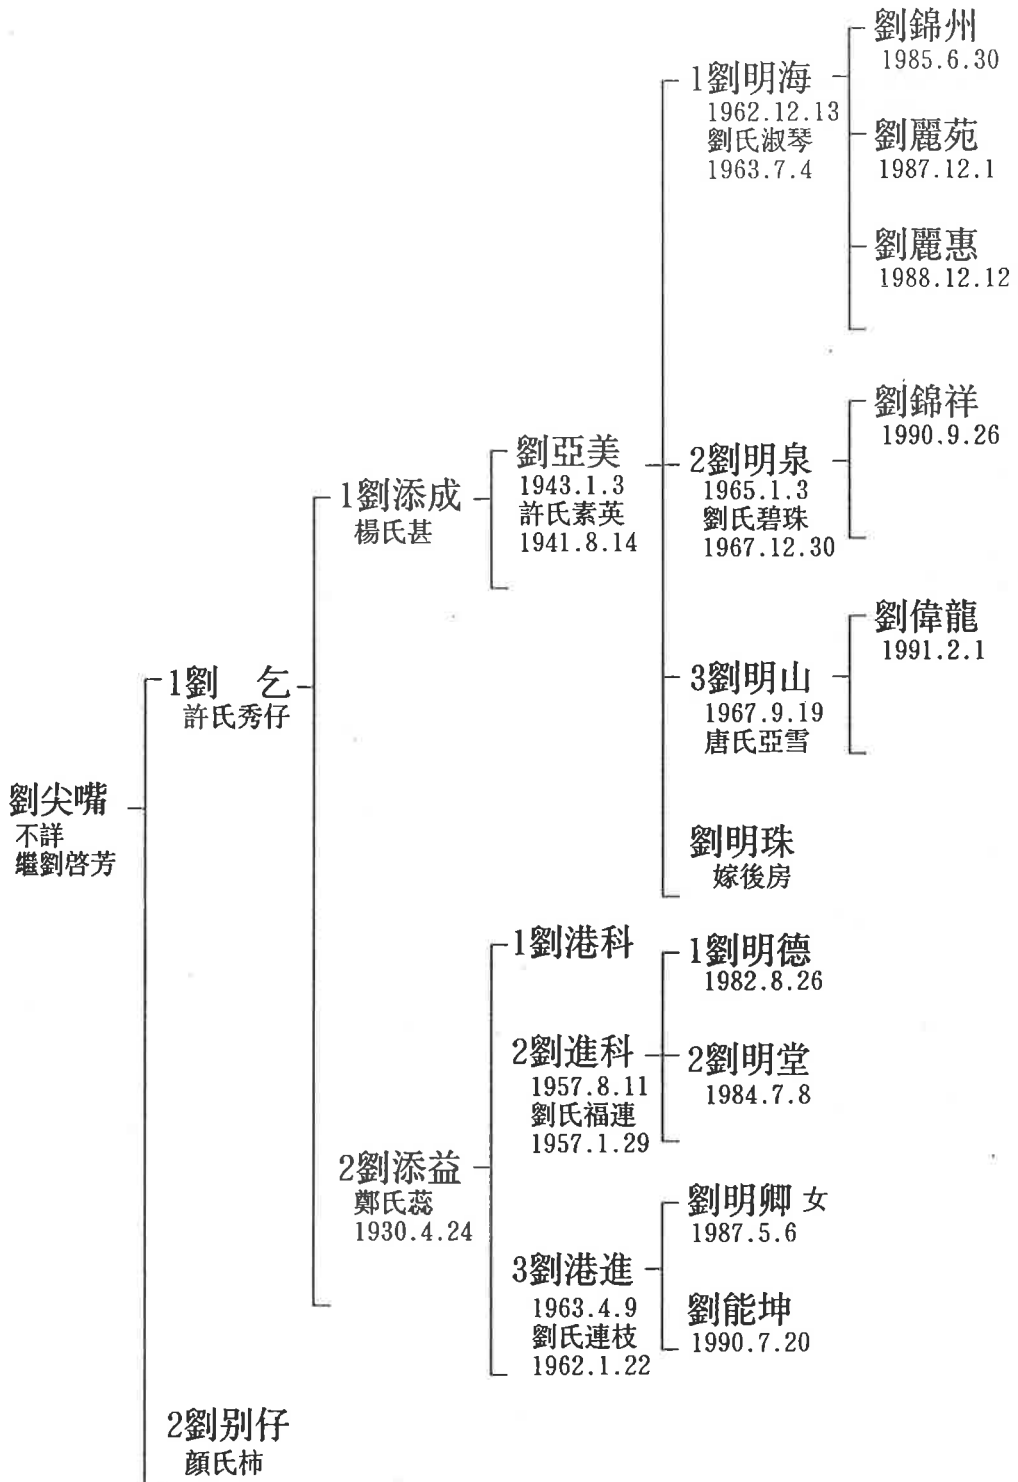 劉尖嘴
不詳
繼劉啓芳
1劉　乞
許氏秀仔
1劉添成
楊氏甚
劉亞美
1943.1.3
許氏素英
1941.8.14
1劉明海
1962.12.13
劉氏淑琴
1963.7.4
劉錦州
1985.6.30
劉麗苑
1987.12.1
劉麗惠
1988.12.12
2劉明泉
1965.1.3
劉氏碧珠
1967.12.30
劉錦祥
1990.9.26
3劉明山
1967.9.19
唐氏亞雪
劉偉龍
1991.2.1
劉明珠
嫁後房
2劉添益
鄭氏蕊
1930.4.24
1劉港科
2劉進科
1957.8.11
劉氏福連
1957.1.29
1劉明德
1982.8.26
2劉明堂
1984.7.8
3劉港進
1963.4.9
劉氏連枝
1962.1.22
劉明卿 女
1987.5.6
劉能坤
1990.7.20
2劉别仔
顏氏柿